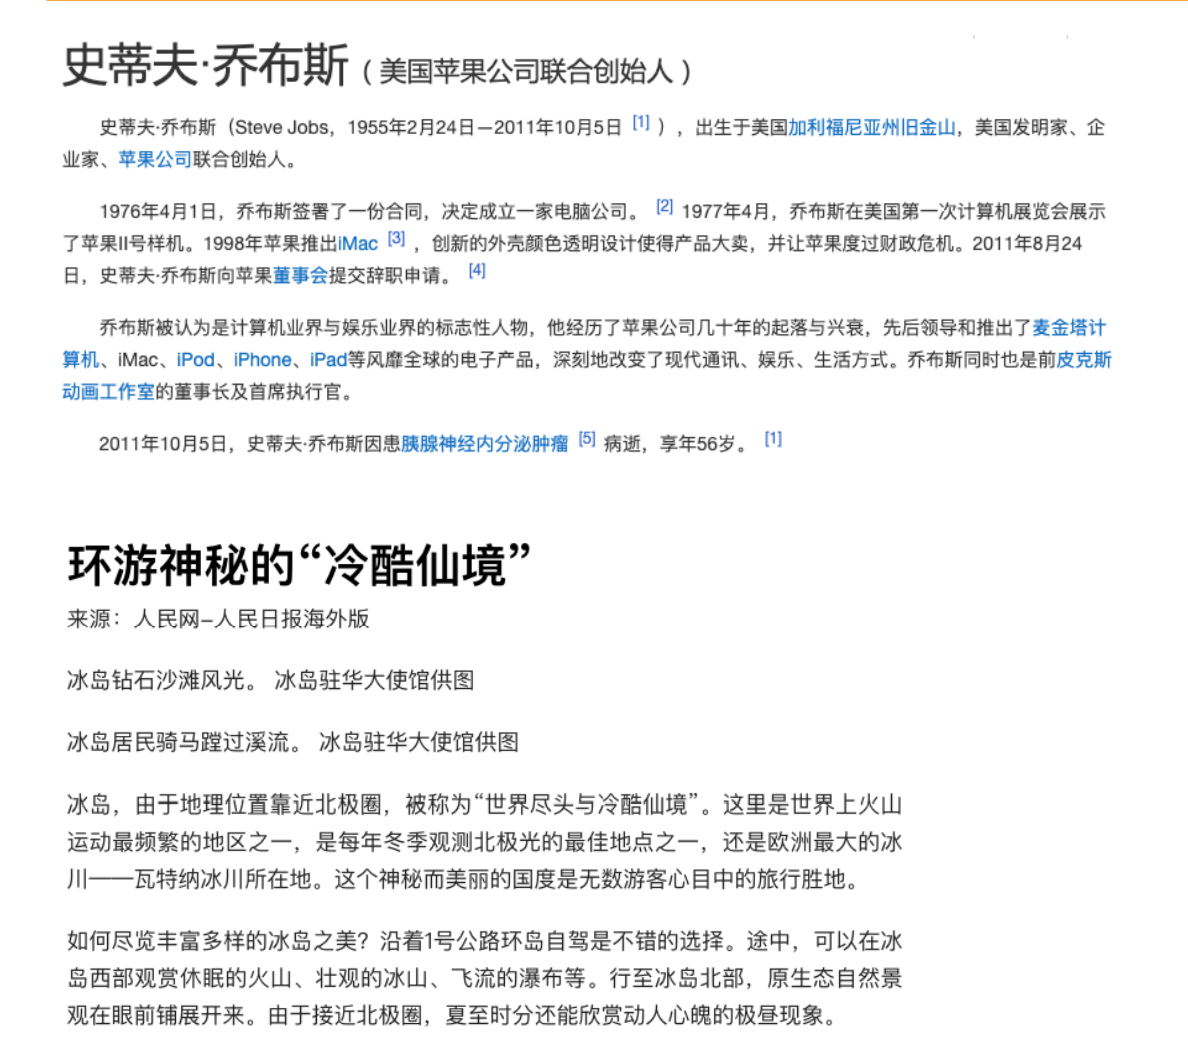 史蒂夫·乔布斯（美国苹果公司联合创始人）
史蒂夫·乔布斯（Steve Jobs，1955年2月24日—2011年10月5日 [1] ），出生于美国加利福尼亚州旧金山，美国发明家、企
业家、苹果公司联合创始人。
1976年4月1日，乔布斯签署了一份合同，决定成立一家电脑公司。 [2] 1977年4月，乔布斯在美国第一次计算机展览会展示
了苹果II号样机。1998年苹果推出iMac [3] ，创新的外壳颜色透明设计使得产品大卖，并让苹果度过财政危机。2011年8月24
日，史蒂夫·乔布斯向苹果董事会提交辞职申请。 [4]
乔布斯被认为是计算机业界与娱乐业界的标志性人物，他经历了苹果公司几十年的起落与兴衰，先后领导和推出了麦金塔计
算机、iMac、iPod、iPhone、iPad等风靡全球的电子产品，深刻地改变了现代通讯、娱乐、生活方式。乔布斯同时也是前皮克斯
动画工作室的董事长及首席执行官。
2011年10月5日，史蒂夫·乔布斯因患胰腺神经内分泌肿瘤 [5] 病逝，享年56岁。 [1]
环游神秘的“冷酷仙境”
来源：人民网–人民日报海外版
冰岛钻石沙滩风光。 冰岛驻华大使馆供图
冰岛居民骑马蹚过溪流。 冰岛驻华大使馆供图
冰岛，由于地理位置靠近北极圈，被称为“世界尽头与冷酷仙境”。这里是世界上火山
运动最频繁的地区之一，是每年冬季观测北极光的最佳地点之一，还是欧洲最大的冰
川——瓦特纳冰川所在地。这个神秘而美丽的国度是无数游客心目中的旅行胜地。
如何尽览丰富多样的冰岛之美？沿着1号公路环岛自驾是不错的选择。途中，可以在冰
岛西部观赏休眠的火山、壮观的冰山、飞流的瀑布等。行至冰岛北部，原生态自然景
观在眼前铺展开来。由于接近北极圈，夏至时分还能欣赏动人心魄的极昼现象。